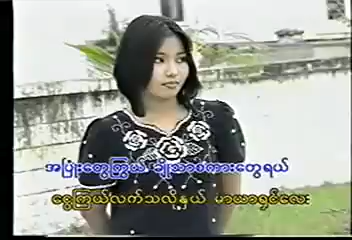 အပြုံးတွေကြွယ် ချိုသာစကားတွေရယ်
ငွေကြယ်လက်သလိုနှယ် မာယာရှင်လေး